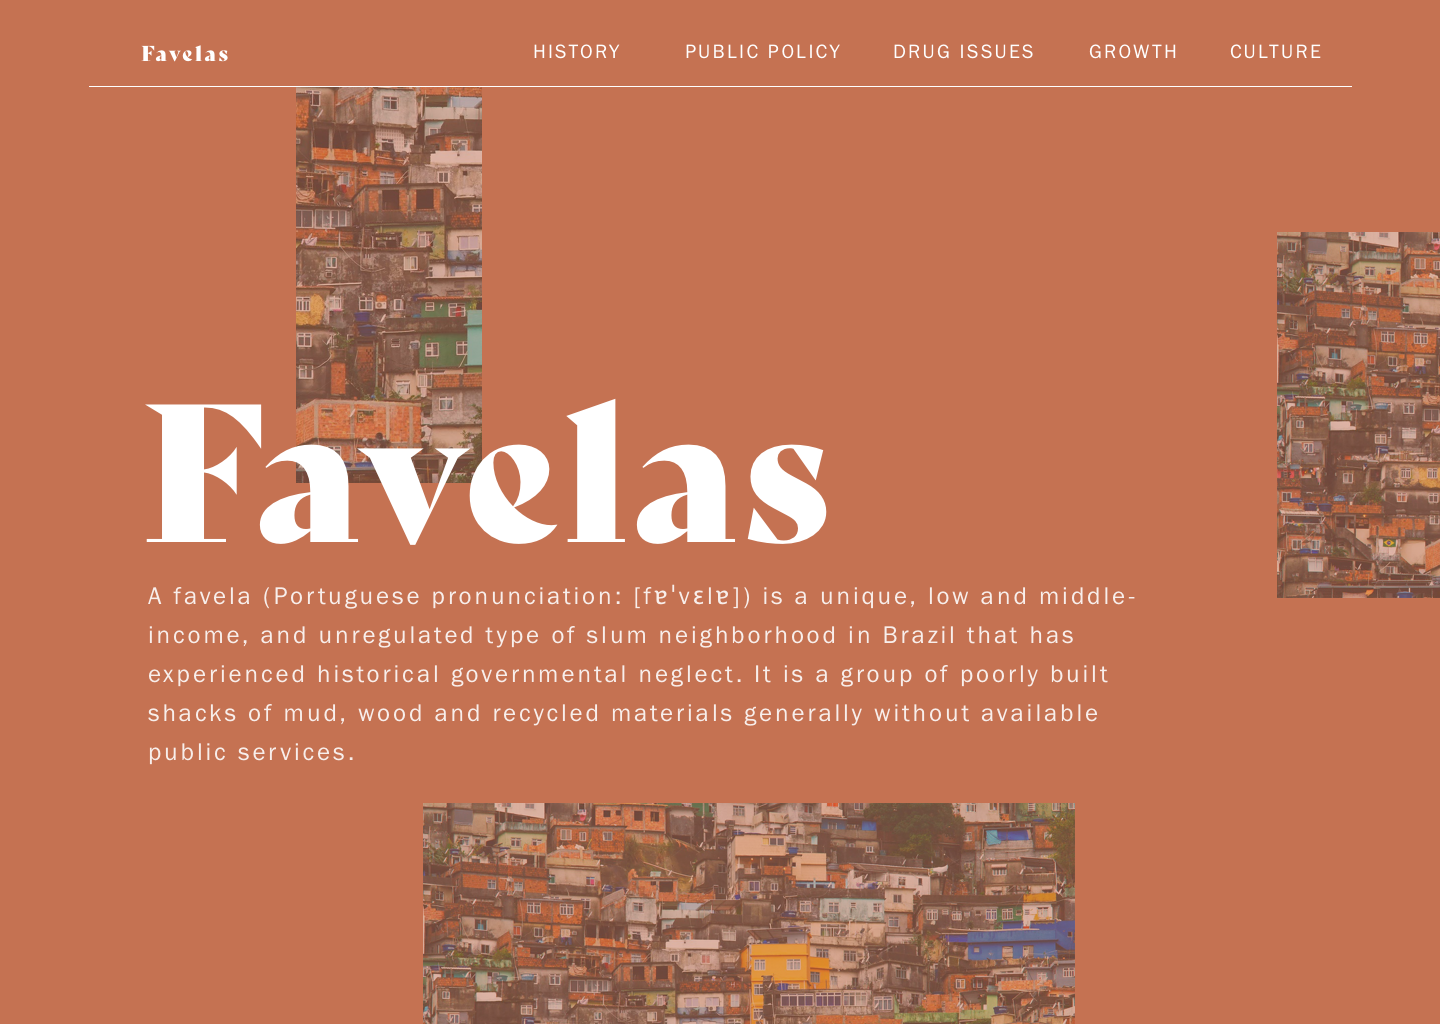 Favelas
HISTORY PUBLIC POLICY DRUG ISSUES GROWTH CULTURE
Favelas
A favela (Portuguese pronunciation: [fɐˈvɛlɐ]) is a unique, low and middle-
income, and unregulated type of slum neighborhood in Brazil that has
experienced historical governmental neglect. It is a group of poorly built
shacks of mud, wood and recycled materials generally without available
public services.